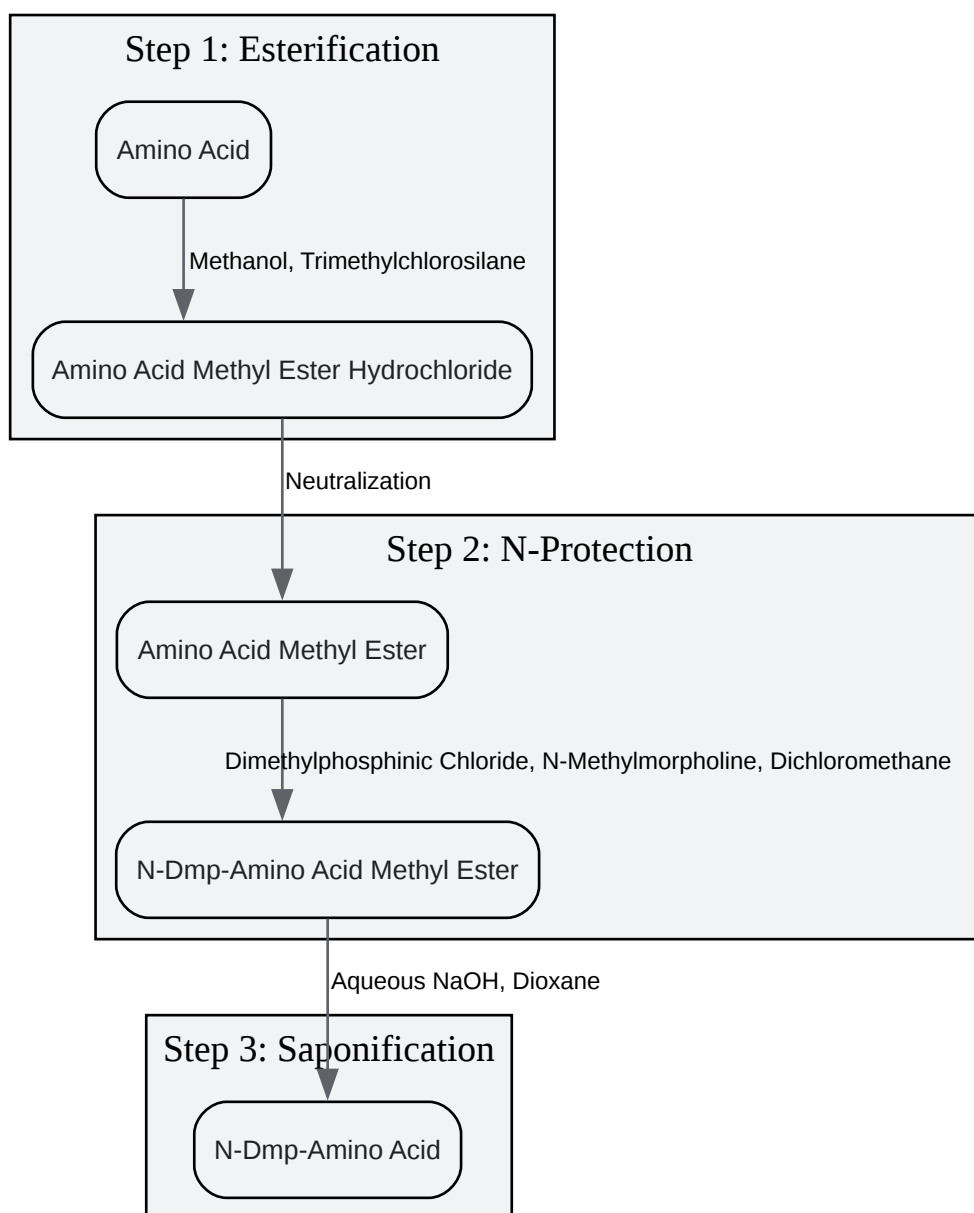 Step 1: Esterification
Amino Acid
Methanol, Trimethylchlorosilane
Amino Acid Methyl Ester Hydrochloride
Neutralization
Step 2: N-Protection
Amino Acid Methyl Ester
Dimethylphosphinic Chloride, N-Methylmorpholine, Dichloromethane
N-Dmp-Amino Acid Methyl Ester
Aqueous NaOH, Dioxane
Step 3: Saponification
N-Dmp-Amino Acid